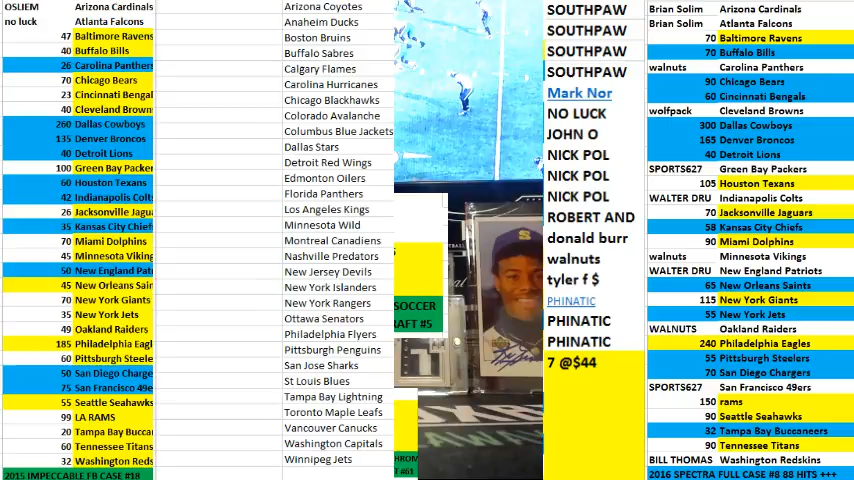 OSLIEM Arizona Cardinals
no luck Atlanta Falcons
47 Baltimore Ravens
40 Buffalo Bills
26 Carolina Panthers
70 Chicago Bears
23 Cincinnati Bengal
40 Cleveland Browns
260 Dallas Cowboys
135 Denver Broncos
40 Detroit Lions
100 Green Bay Packer
60 Houston Texans
42 Indianapolis Colts
26 Jacksonville Jagua
35 Kansas City Chiefs
70 Miami Dolphins
45 Minnesota Viking
50 New England Patri
45 New Orleans Sain
70 New York Giants
35 New York Jets
49 Oakland Raiders
185 Philadelphia Eagl
60 Pittsburgh Steele
50 San Diego Charge
75 San Francisco 49e
55 Seattle Seahawks
99 LA RAMS
20 Tampa Bay Buccan
60 Tennessee Titans
32 Washington Reds
2015 IMPECCABLE FB CASE #18
Arizona Coyotes
Anaheim Ducks
Boston Bruins
Buffalo Sabres
Calgary Flames
Carolina Hurricanes
Chicago Blackhawks
Colorado Avalanche
Columbus Blue Jackets
Dallas Stars
Detroit Red Wings
Edmonton Oilers
Florida Panthers
Los Angeles Kings
Minnesota Wild
Montreal Canadiens
Nashville Predators
New Jersey Devils
New York Islanders
New York Rangers
Ottawa Senators
Philadelphia Flyers
Pittsburgh Penguins
San Jose Sharks
St Louis Blues
Tampa Bay Lightning
Toronto Maple Leafs
Vancouver Canucks
Washington Capitals
Winnipeg Jets
S
SOCCER
RAFT #5
HROM
T #61
SOUTHPAW
SOUTHPAW
SOUTHPAW
SOUTHPAW
Mark Nor
NO LUCK
JOHN O
NICK POL
NICK POL
NICK POL
ROBERT AND
donald burr
walnuts
tyler f $
PHINATIC
PHINATIC
PHINATIC
7 @$44
Brian Solim Arizona Cardinals
Brian Solim Atlanta Falcons
70 Baltimore Ravens
70 Buffalo Bills
walnuts Carolina Panthers
90 Chicago Bears
60 Cincinnati Bengals
wolfpack Cleveland Browns
300 Dallas Cowboys
165 Denver Broncos
40 Detroit Lions
SPORTS627 Green Bay Packers
105 Houston Texans
WALTER DRU Indianapolis Colts
70 Jacksonville Jaguars
58 Kansas City Chiefs
90 Miami Dolphins
walnuts Minnesota Vikings
WALTER DRU New England Patriots
65 New Orleans Saints
115 New York Giants
55 New York Jets
WALNUTS Oakland Raiders
240 Philadelphia Eagles
55 Pittsburgh Steelers
70 San Diego Chargers
SPORTS627 San Francisco 49ers
150 rams
90 Seattle Seahawks
32 Tampa Bay Buccaneers
90 Tennessee Titans
BILL THOMAS Washington Redskins
2016 SPECTRA FULL CASE #8 88 HITS +++